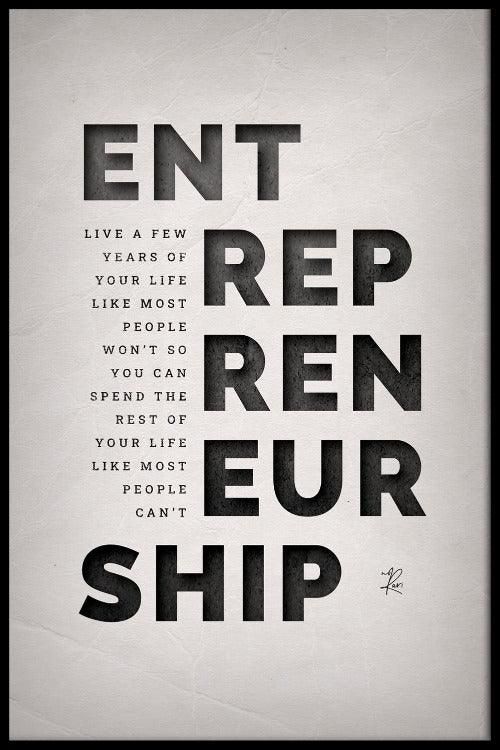 ENT
LIVE A FEW
YEARS OF
YOUR LIFE
LIKE MOST
PEOPLE
WON'T SO
YOU CAN
SPEND THE
REST OF
YOUR LIFE
LIKE MOST
PEOPLE
CAN'T
REP
REN
EUR
SHIP